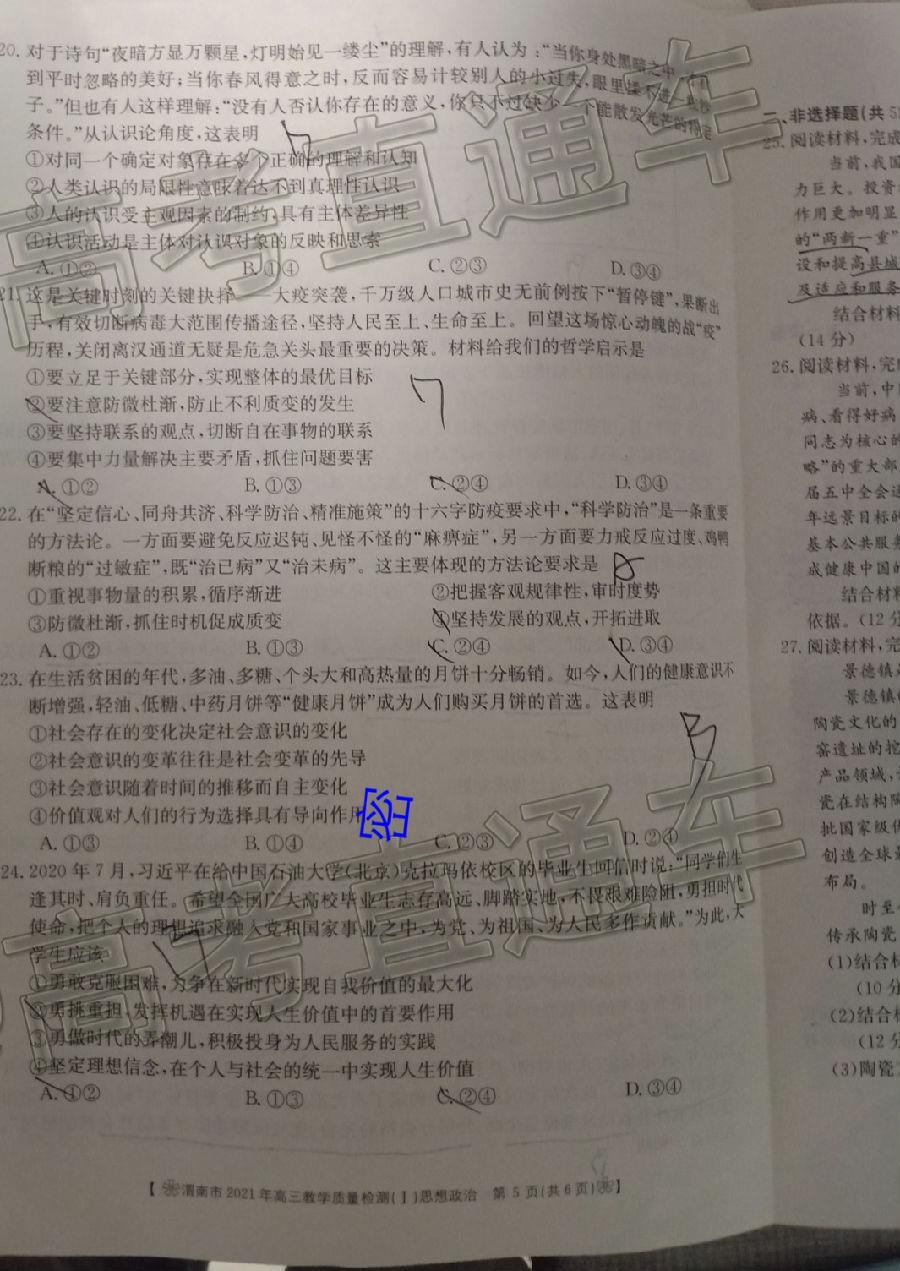 20. 对于诗句“夜暗方显万颗星,灯明始见一缕尘”的理解,有人认为:“当你身处黑暗之中
到平时忽略的美好;当你春风得意之时,反而容易计较别人的小过失,眼里揉不进一
子。”但也有人这样理解:“没有人否认你存在的意义,你只不过缺少一个能散发光芒的特定
条件。”从认识论角度,这表明
①对同一个确定对象存在多个正确的理解和认知
②人类认识的局限性意味着达不到真理性认识
③人的认识受主观因素的制约,具有主体差异性
④认识活动是主体对认识对象的反映和思索
A. ①② B. ①④ C. ②③ D. ③④
21. 这是关键时刻的关键抉择——大疫突袭,千万级人口城市史无前例按下“暂停键”,果断出
手,有效切断病毒大范围传播途径,坚持人民至上、生命至上。回望这场惊心动魄的战“疫”
历程,关闭离汉通道无疑是危急关头最重要的决策。材料给我们的哲学启示是
①要立足于关键部分,实现整体的最优目标
②要注意防微杜渐,防止不利质变的发生
③要坚持联系的观点,切断自在事物的联系
④要集中力量解决主要矛盾,抓住问题要害
A. ①② B. ①③ C. ②④ D. ③④
22. 在“坚定信心、同舟共济、科学防治、精准施策”的十六字防疫要求中,“科学防治”是一条重要
的方法论。一方面要避免反应迟钝、见怪不怪的“麻痹症”,另一方面要力戒反应过度、鸡鸭
断粮的“过敏症”,既“治已病”又“治未病”。这主要体现的方法论要求是
①重视事物量的积累,循序渐进 ②把握客观规律性,审时度势
③防微杜渐,抓住时机促成质变 ④坚持发展的观点,开拓进取
A. ①② B. ①③ C. ②④ D. ③④
23. 在生活贫困的年代,多油、多糖、个头大和高热量的月饼十分畅销。如今,人们的健康意识不
断增强,轻油、低糖、中药月饼等“健康月饼”成为人们购买月饼的首选。这表明
①社会存在的变化决定社会意识的变化
②社会意识的变革往往是社会变革的先导
③社会意识随着时间的推移而自主变化
④价值观对人们的行为选择具有导向作用
密
A. ①③ B. ①④ C. ②③ D. ②④
24. 2020年7月,习近平在给中国石油大学(北京)克拉玛依校区的毕业生回信时说:“同学们生
逢其时、肩负重任。希望全国广大高校毕业生志存高远、脚踏实地,不畏艰难险阻,勇担时代
使命,把个人的理想追求融入党和国家事业之中,为党、为祖国、为人民多作贡献。”为此,大
学生应该
①勇敢克服困难,力争在新时代实现自我价值的最大化
②勇挑重担,发挥机遇在实现人生价值中的首要作用
③勇做时代的弄潮儿,积极投身为人民服务的实践
④坚定理想信念,在个人与社会的统一中实现人生价值
A. ①② B. ①③ C. ②④ D. ③④
【渭南市2021年高三教学质量检测(Ⅰ)思想政治 第5页(共6页)】
二、非选择题(共5
25. 阅读材料,完成
当前,我国
力巨大。投资
作用更加明显
的“两新一重”
设和提高县城
及适应和服务
结合材料
(14分)
26. 阅读材料,完
当前,中
病、看得好病
同志为核心的
略”的重大部
届五中全会
年远景目标的
基本公共服
成健康中国的
结合材料
依据。(12分
27. 阅读材料,完
景德镇
景德镇
陶瓷文化的
窑遗址的挖
产品领域,
瓷在结构陶
批国家级
创造全球
布局。
时至
传承陶瓷
(1)结合材
(10分
(2)结合
(12分
(3)陶瓷
高考直通车
高考直通车